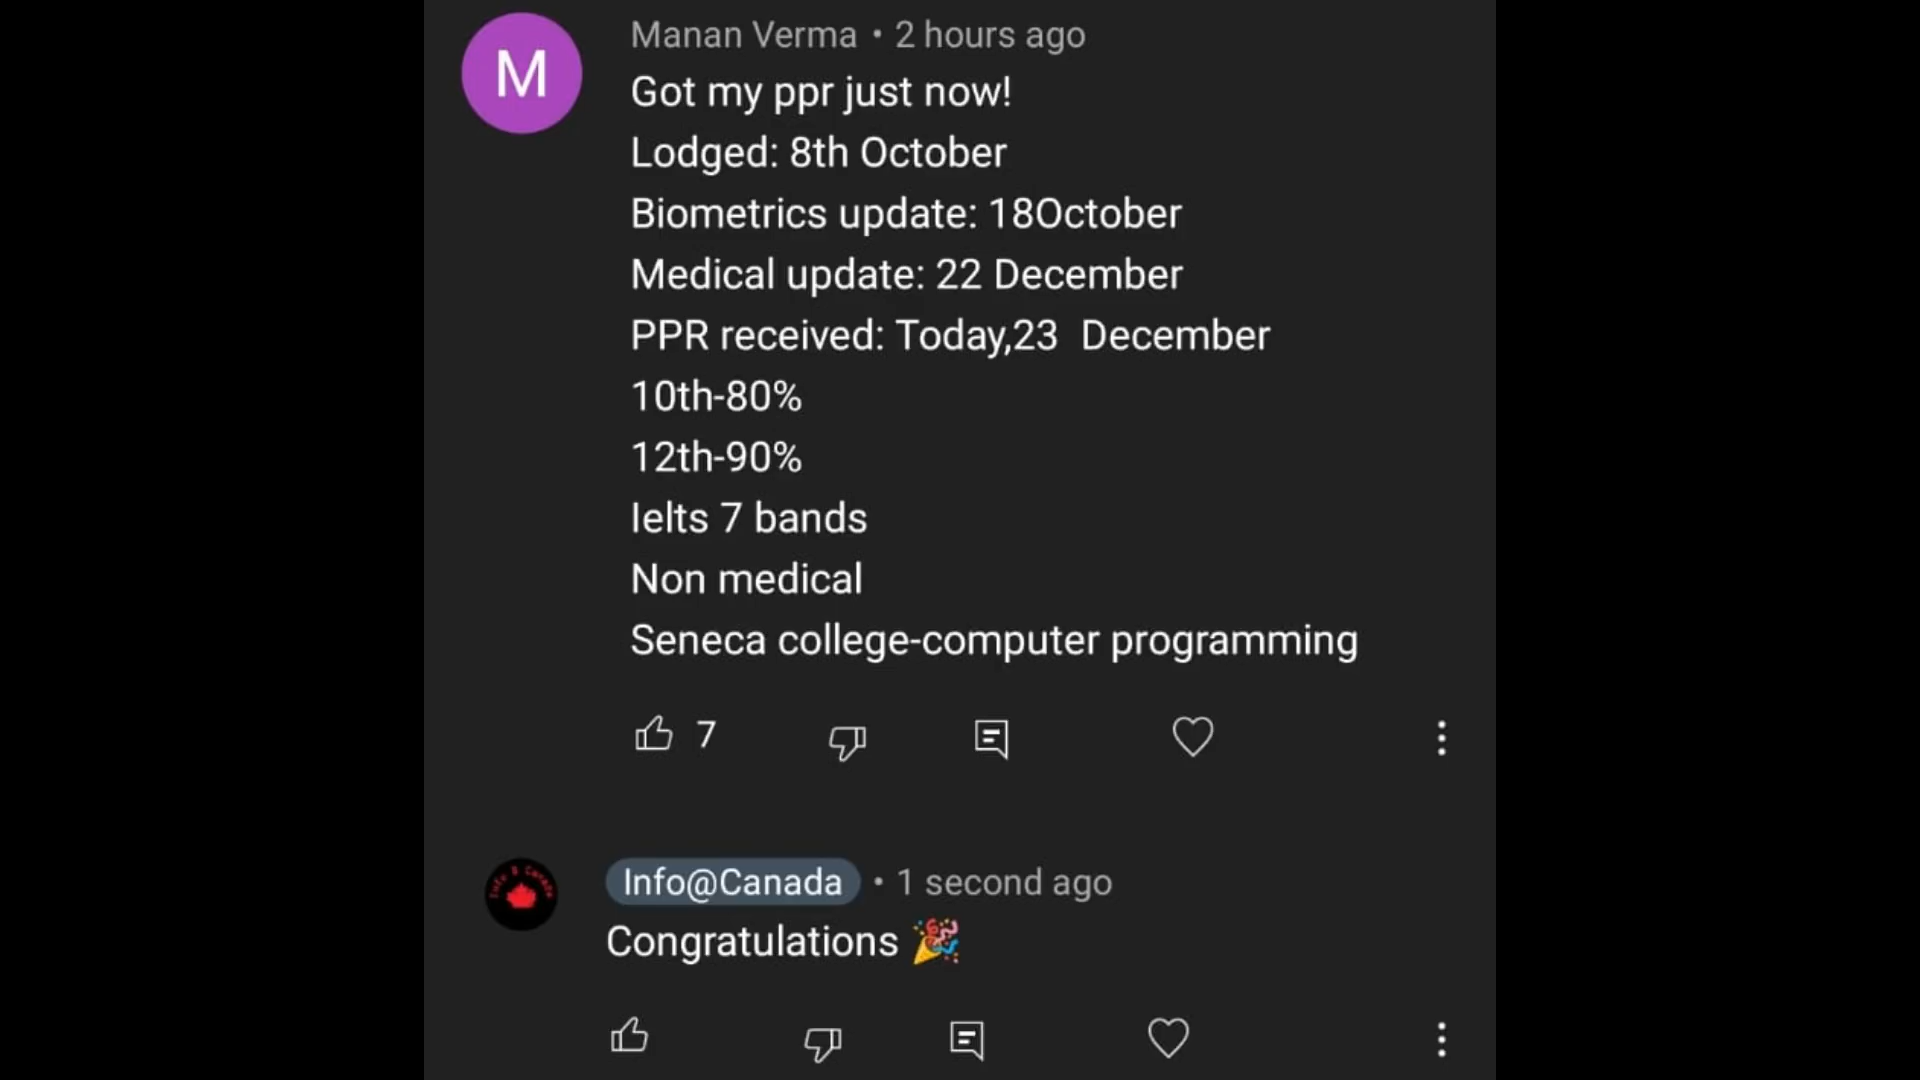 M
Manan Verma • 2 hours ago
Got my ppr just now!
Lodged: 8th October
Biometrics update: 18October
Medical update: 22 December
PPR received: Today,23  December
10th-80%
12th-90%
Ielts 7 bands
Non medical
Seneca college-computer programming
7
Info@Canada • 1 second ago
Congratulations 🎉